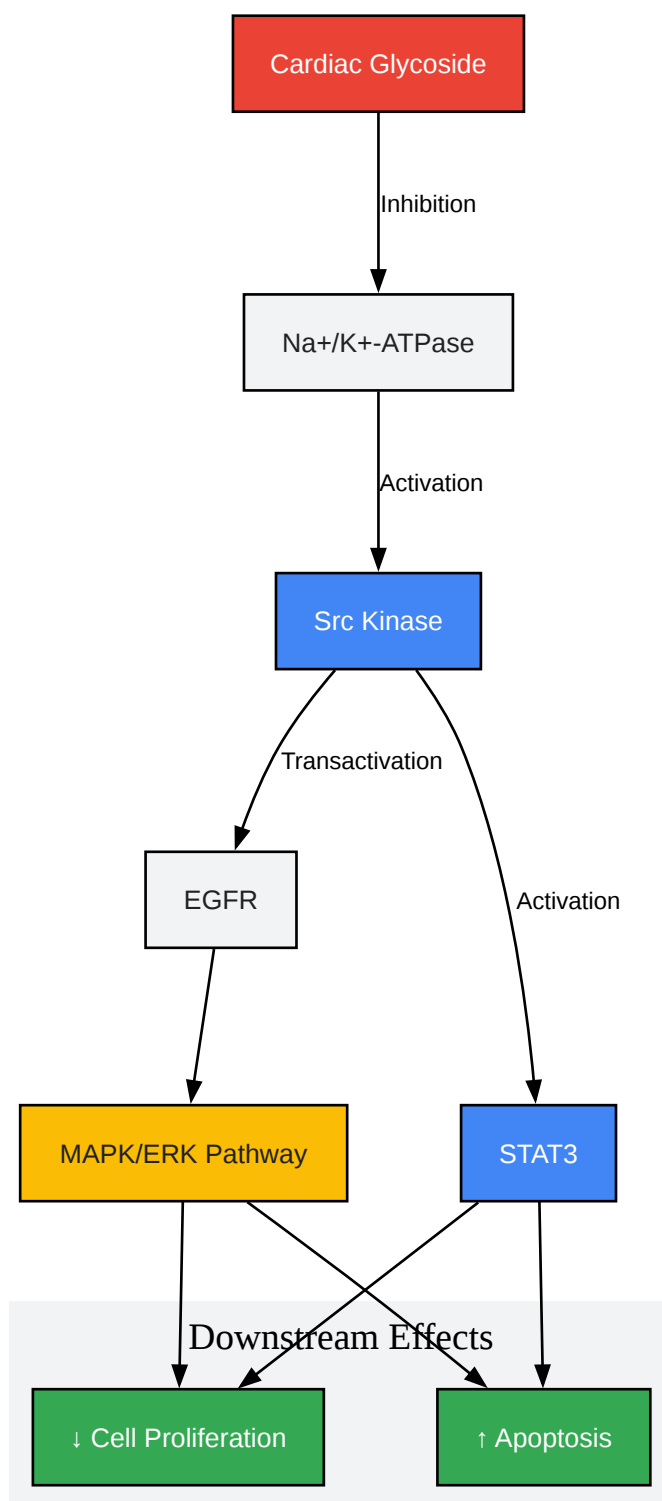 Cardiac Glycoside
Inhibition
Na+/K+-ATPase
Activation
Src Kinase
Transactivation
EGFR
Activation
MAPK/ERK Pathway
STAT3
Downstream Effects
↓ Cell Proliferation
↑ Apoptosis